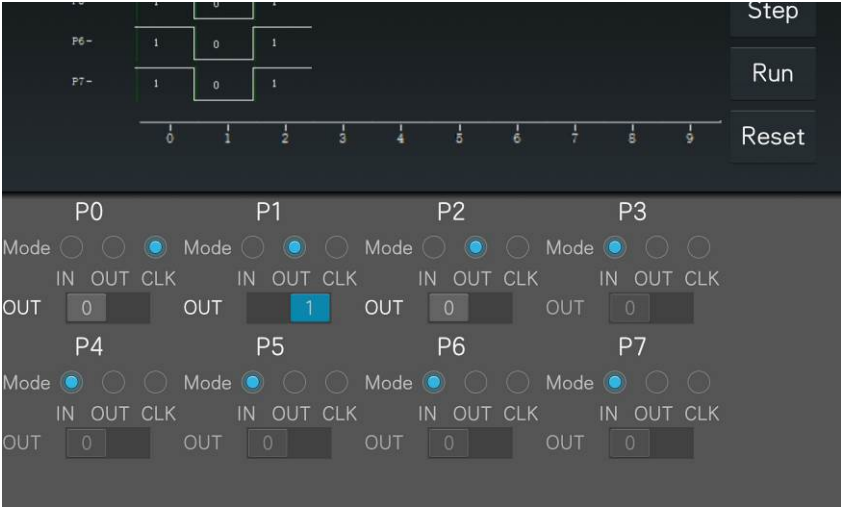 1 0 1 Step
P6- 1 0 1
Run
P7- 1 0 1
0 1 2 3 4 5 6 7 8 9 Reset
P0 P1 P2 P3
Mode Mode Mode Mode
IN OUT CLK IN OUT CLK IN OUT CLK IN OUT CLK
OUT 0 OUT 1 OUT 0 OUT 0
P4 P5 P6 P7
Mode Mode Mode Mode
IN OUT CLK IN OUT CLK IN OUT CLK IN OUT CLK
OUT 0 OUT 0 OUT 0 OUT 0